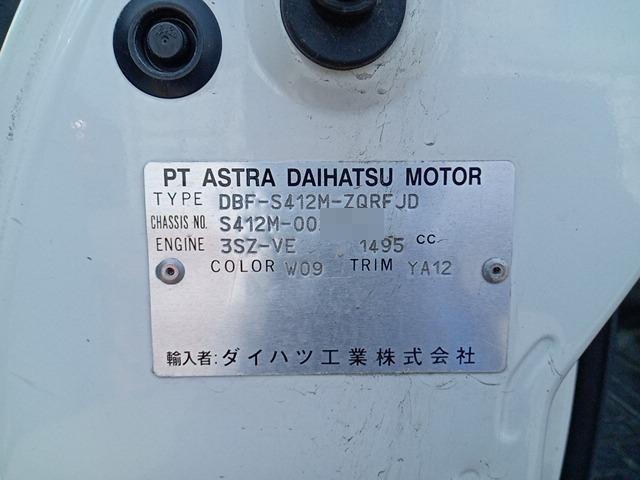 PT ASTRA DAIHATSU MOTOR
TYPE DBF-S412M-ZQRFJD
CHASSIS NO. S412M-00
ENGINE 3SZ-VE 1495 CC
COLOR W09 TRIM YA12
輸入者:ダイハツ工業株式会社